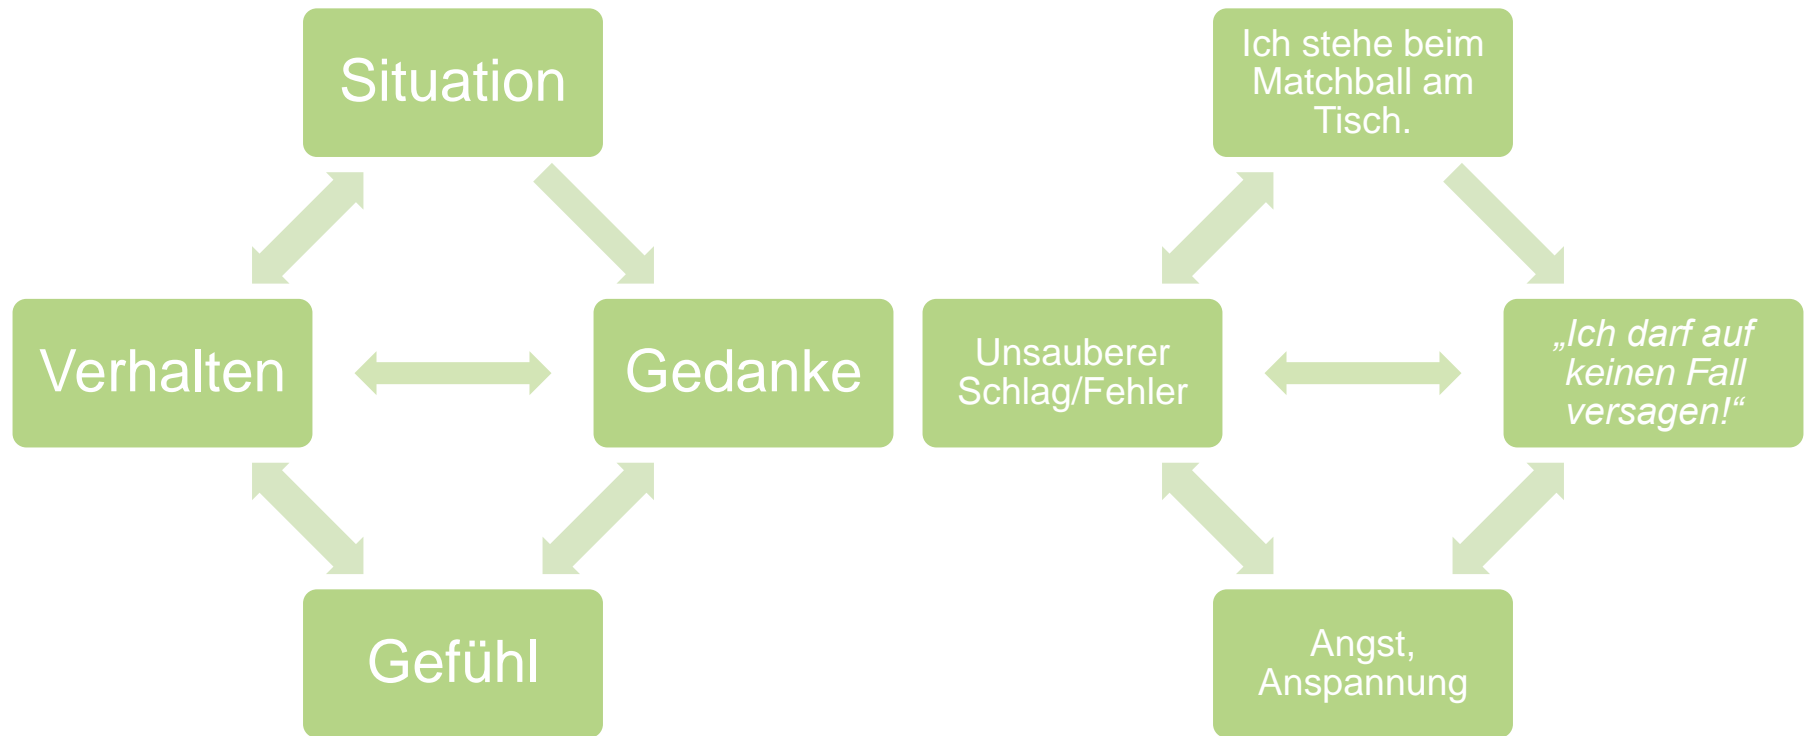 Situation
Verhalten
Gedanke
Gefühl
Ich stehe beim
Matchball am
Tisch.
Unsauberer
Schlag/Fehler
„Ich darf auf
keinen Fall
versagen!“
Angst,
Anspannung